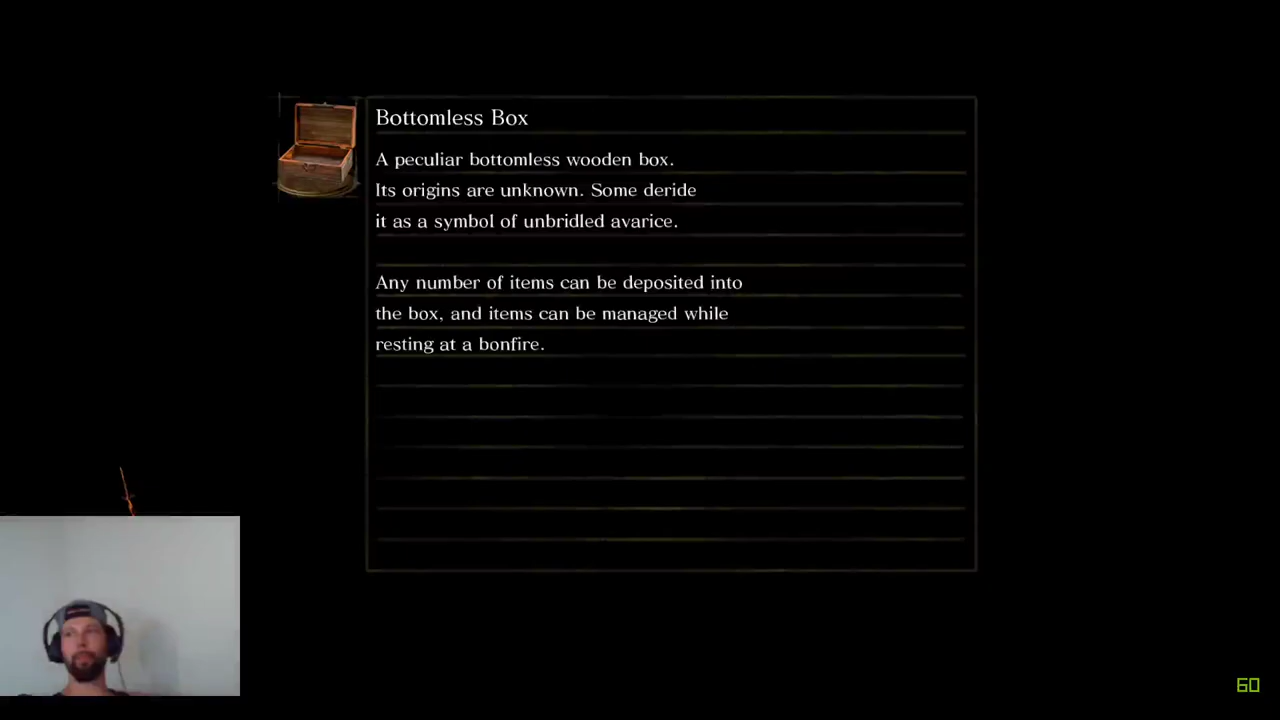 Bottomless Box
A peculiar bottomless wooden box.
Its origins are unknown. Some deride
it as a symbol of unbridled avarice.
Any number of items can be deposited into
the box, and items can be managed while
resting at a bonfire.
60